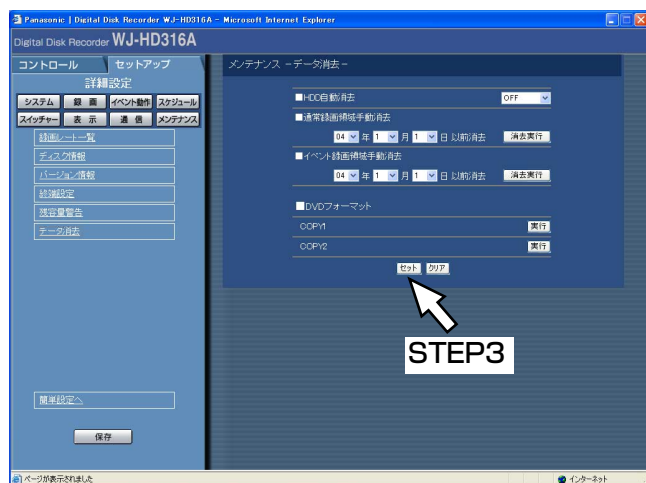 Panasonic | Digital Disk Recorder WJ-HD316A - Microsoft Internet Explorer
Digital Disk Recorder WJ-HD316A
コントロール
セットアップ
詳細設定
システム 録 画 イベント動作 スケジュール
スイッチャー 表 示 通 信 メンテナンス
録画レート一覧
ディスク情報
バージョン情報
終端設定
残容量警告
データ消去
簡単設定へ
保存
メンテナンス －データ消去－
■HDD自動消去 OFF
■通常録画領域手動消去
04 年 1 月 1 日 以前消去 消去実行
■イベント録画領域手動消去
04 年 1 月 1 日 以前消去 消去実行
■DVDフォーマット
COPY1 実行
COPY2 実行
セット クリア
STEP3
ページが表示されました
インターネット